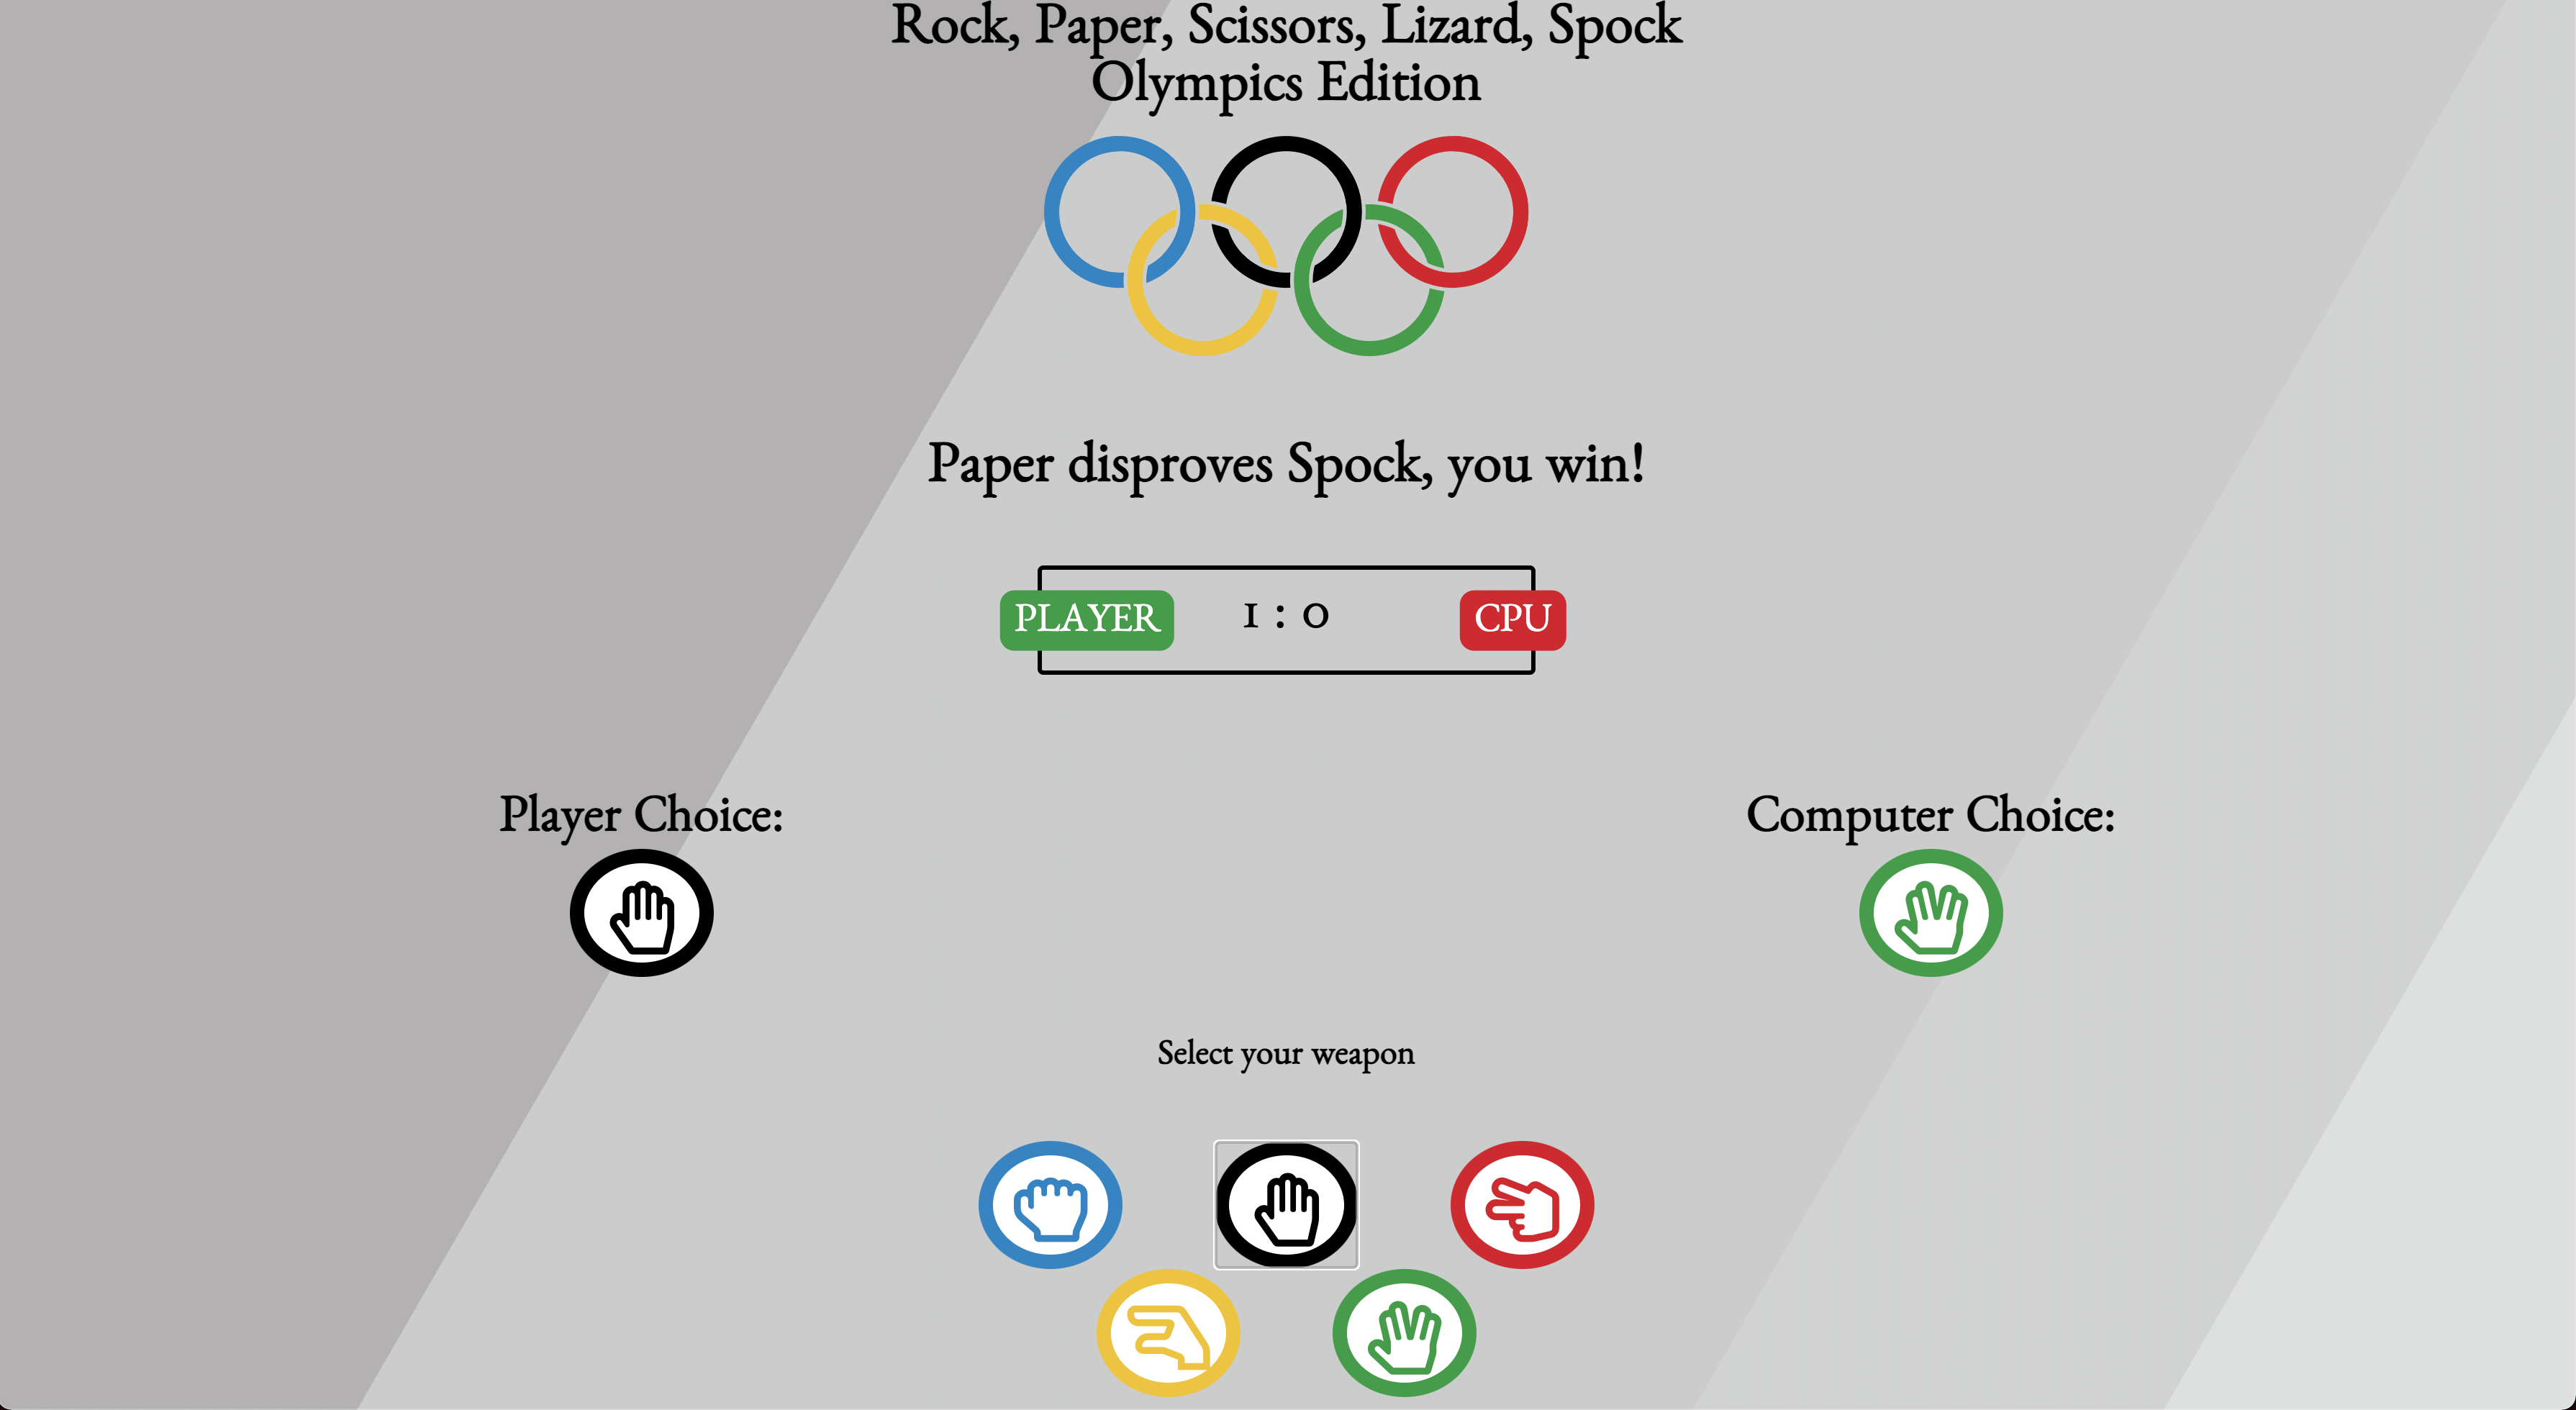 Rock, Paper, Scissors, Lizard, Spock
Olympics Edition
Paper disproves Spock, you win!
PLAYER 1 : 0 CPU
Player Choice:
Computer Choice:
Select your weapon